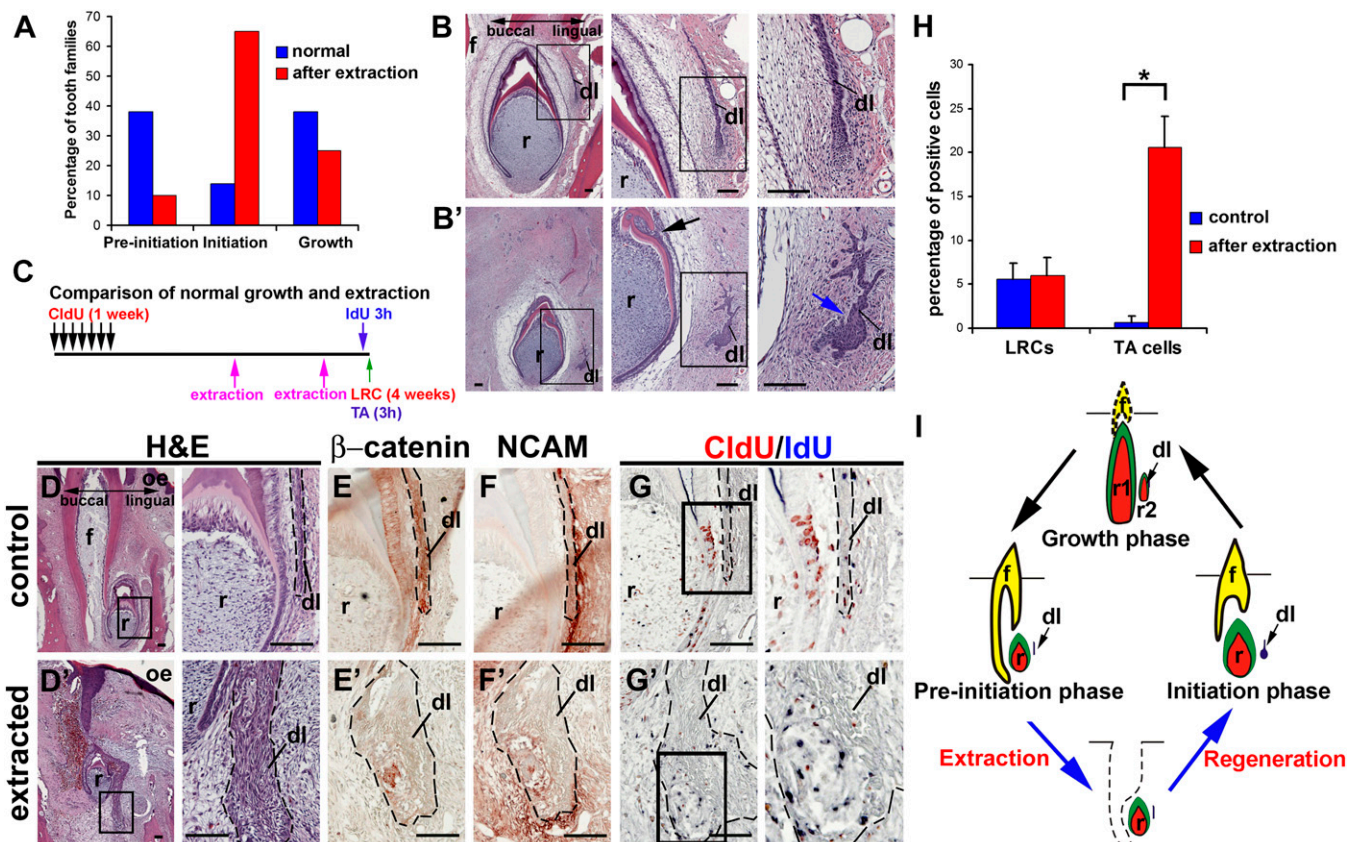 A
Percentage of tooth families
70
60
50
40
30
20
10
0
normal
after extraction
Pre-initiation Initiation Growth
B
f
buccal lingual
dl
r
dl
r
dl
B'
r
dl
r
dl
dl
C
Comparison of normal growth and extraction
CldU (1 week)
IdU 3h
extraction
extraction
LRC (4 weeks)
TA (3h)
H
percentage of positive cells
30
25
20
15
10
5
0
*
control
after extraction
LRCs TA cells
H&E
β–catenin
NCAM
CldU/IdU
control
D
oe
buccal lingual
f
r
r
dl
E
dl
r
F
dl
r
G
dl
r
dl
extracted
D'
oe
r
r
dl
E'
dl
F'
dl
G'
dl
dl
I
f
dl
r1
r2
Growth phase
f
dl
r
Pre-initiation phase
f
dl
r
Initiation phase
Extraction
Regeneration
r